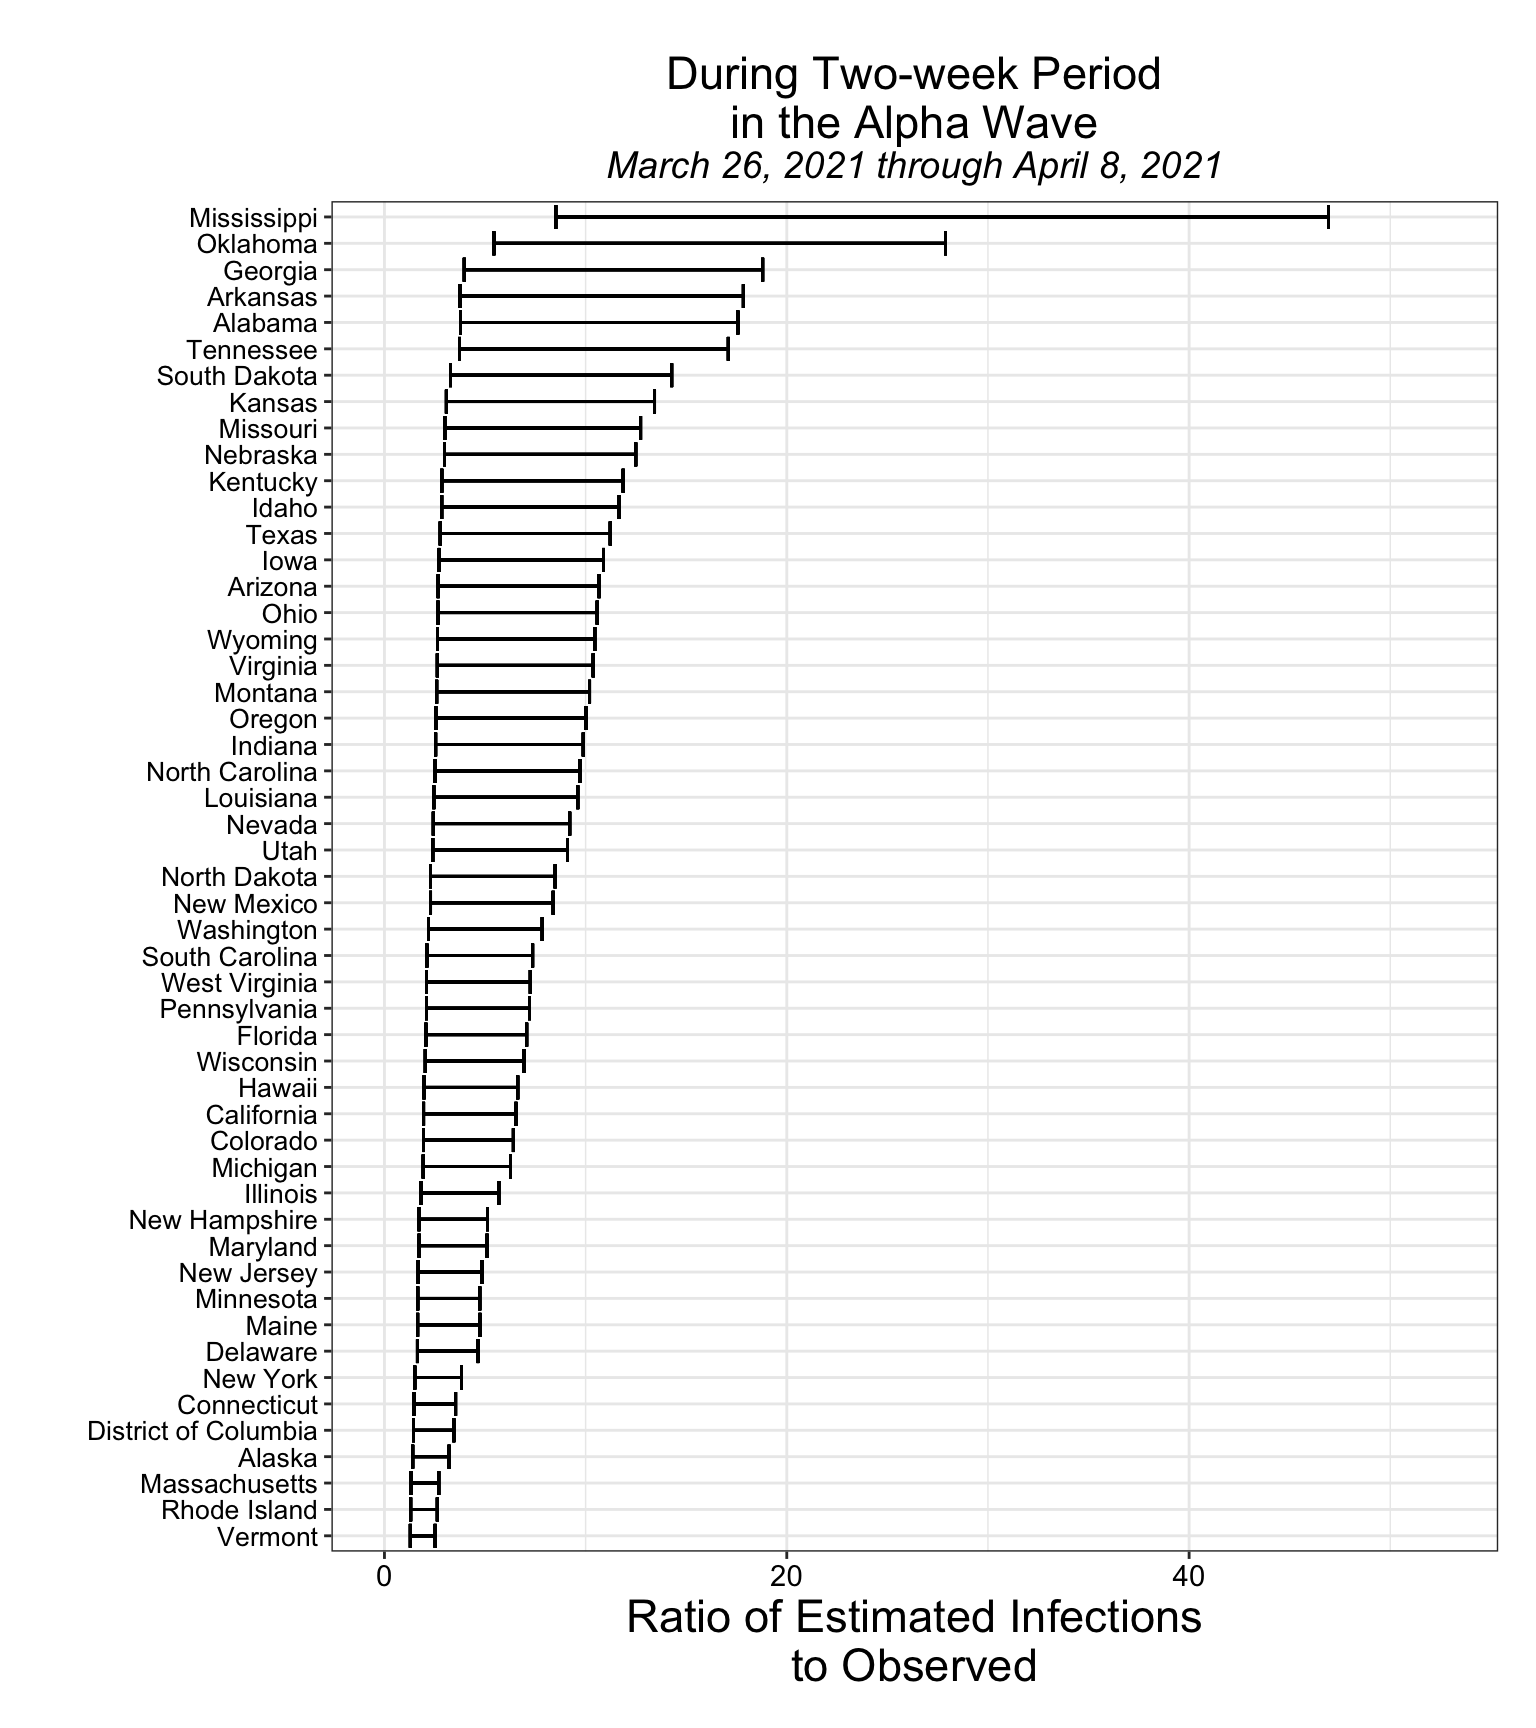 During Two-week Period
in the Alpha Wave
March 26, 2021 through April 8, 2021
Mississippi
Oklahoma
Georgia
Arkansas
Alabama
Tennessee
South Dakota
Kansas
Missouri
Nebraska
Kentucky
Idaho
Texas
Iowa
Arizona
Ohio
Wyoming
Virginia
Montana
Oregon
Indiana
North Carolina
Louisiana
Nevada
Utah
North Dakota
New Mexico
Washington
South Carolina
West Virginia
Pennsylvania
Florida
Wisconsin
Hawaii
California
Colorado
Michigan
Illinois
New Hampshire
Maryland
New Jersey
Minnesota
Maine
Delaware
New York
Connecticut
District of Columbia
Alaska
Massachusetts
Rhode Island
Vermont
0 20 40
Ratio of Estimated Infections
to Observed